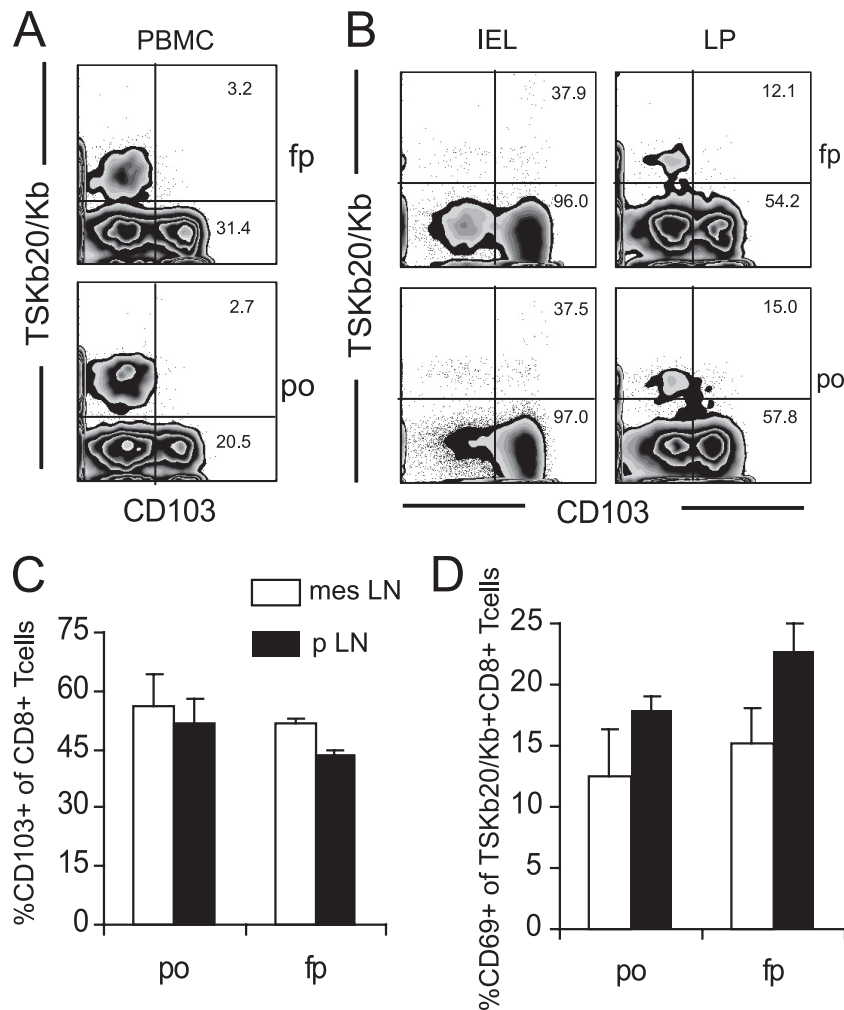 A
PBMC
TSKb20/Kb
3.2
31.4
fp
2.7
20.5
po
CD103
B
IEL
LP
TSKb20/Kb
37.9
96.0
12.1
54.2
fp
37.5
97.0
15.0
57.8
po
CD103
C
mes LN
p LN
%CD103+ of CD8+ Tcells
75
60
45
30
15
0
po
fp
D
%CD69+ of TSKb20/Kb+CD8+ Tcells
25
20
15
10
5
0
po
fp